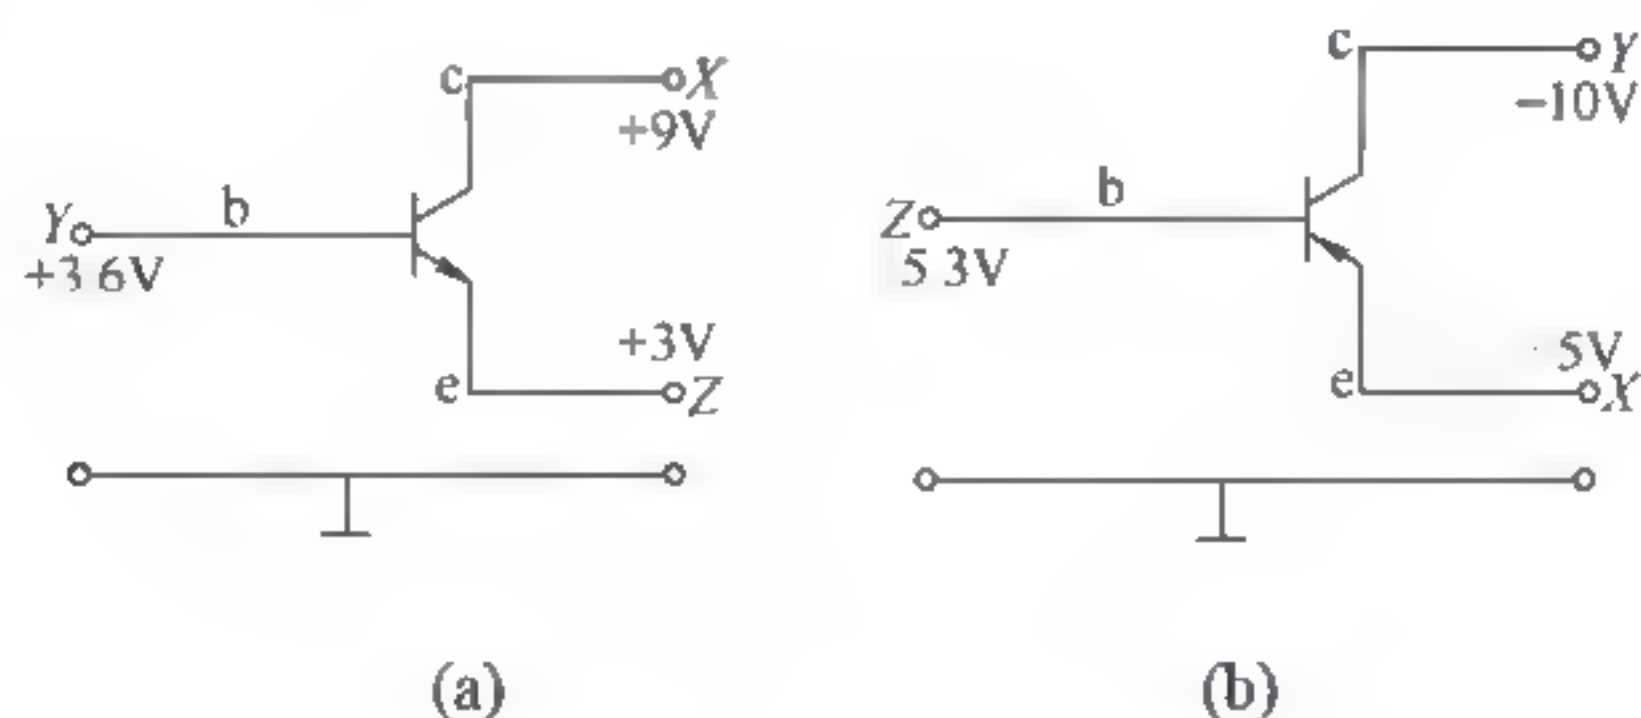 c X
+9V
Y b
+3 6V
+3V
e Z
(a)
c Y
-10V
Z b
5 3V
5V
e X
(b)